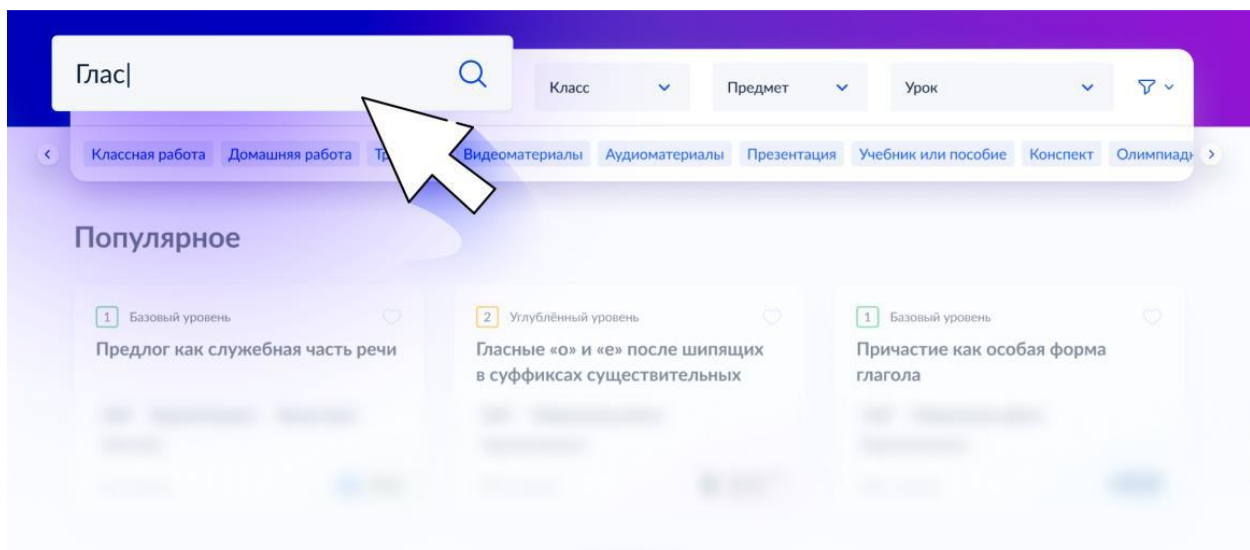 Глас
Класс Предмет Урок
Классная работа Домашняя работа Видеоматериалы Аудиоматериалы Презентация Учебник или пособие Конспект
Популярное
1 Базовый уровень
Предлог как служебная часть речи
2 Углублённый уровень
Гласные «о» и «е» после шипящих
в суффиксах существительных
1 Базовый уровень
Причастие как особая форма
глагола